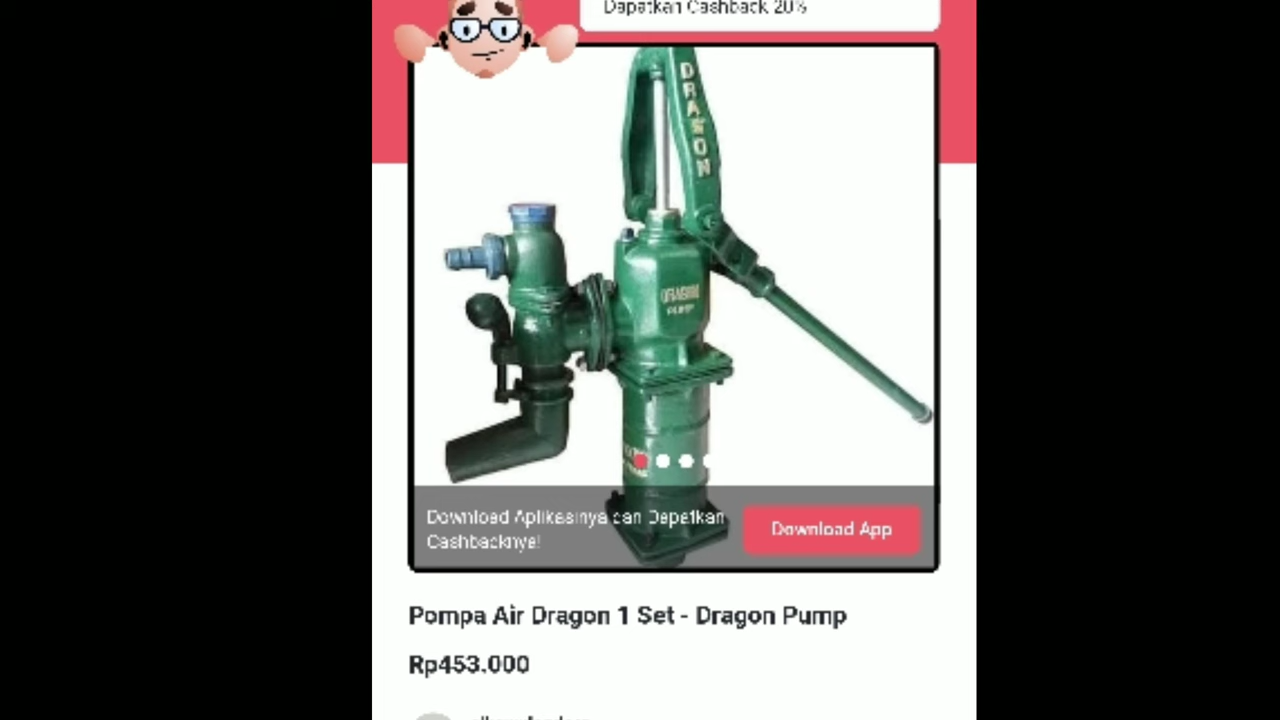 Dapatkan Cashback 20%
DRAGON
DRAGON
PUMP
Download Aplikasinya dan Dapatkan
Cashbacknya!
Download App
Pompa Air Dragon 1 Set - Dragon Pump
Rp453.000